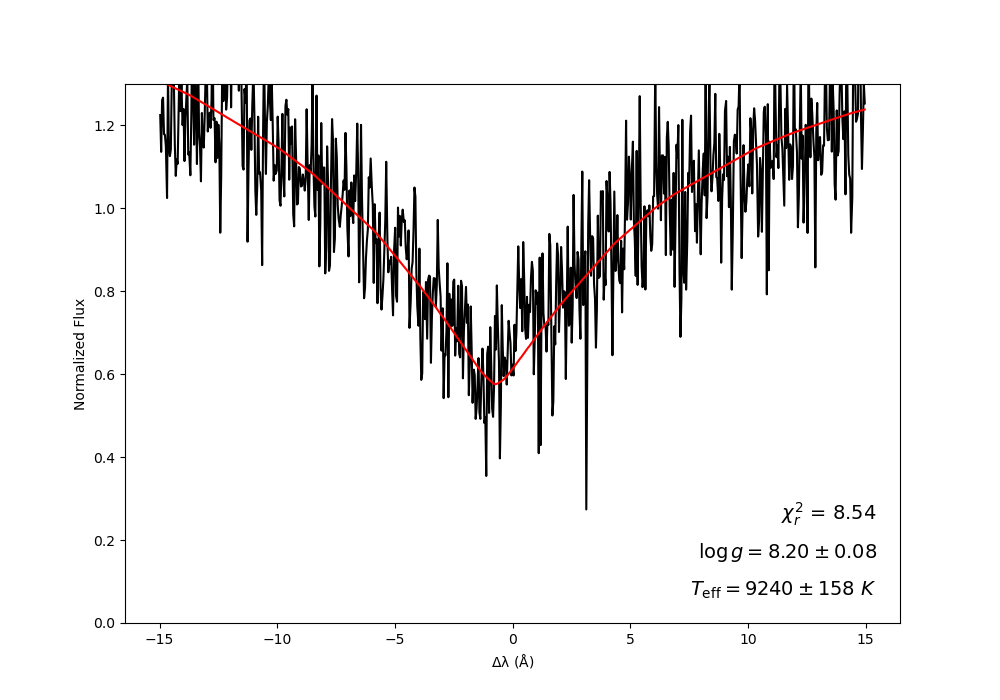 1.2
1.0
0.8
0.6
0.4
0.2
0.0
Normalized Flux
χ²ᵣ = 8.54
log g = 8.20 ± 0.08
T_eff = 9240 ± 158 K
−15 −10 −5 0 5 10 15
Δλ (Å)